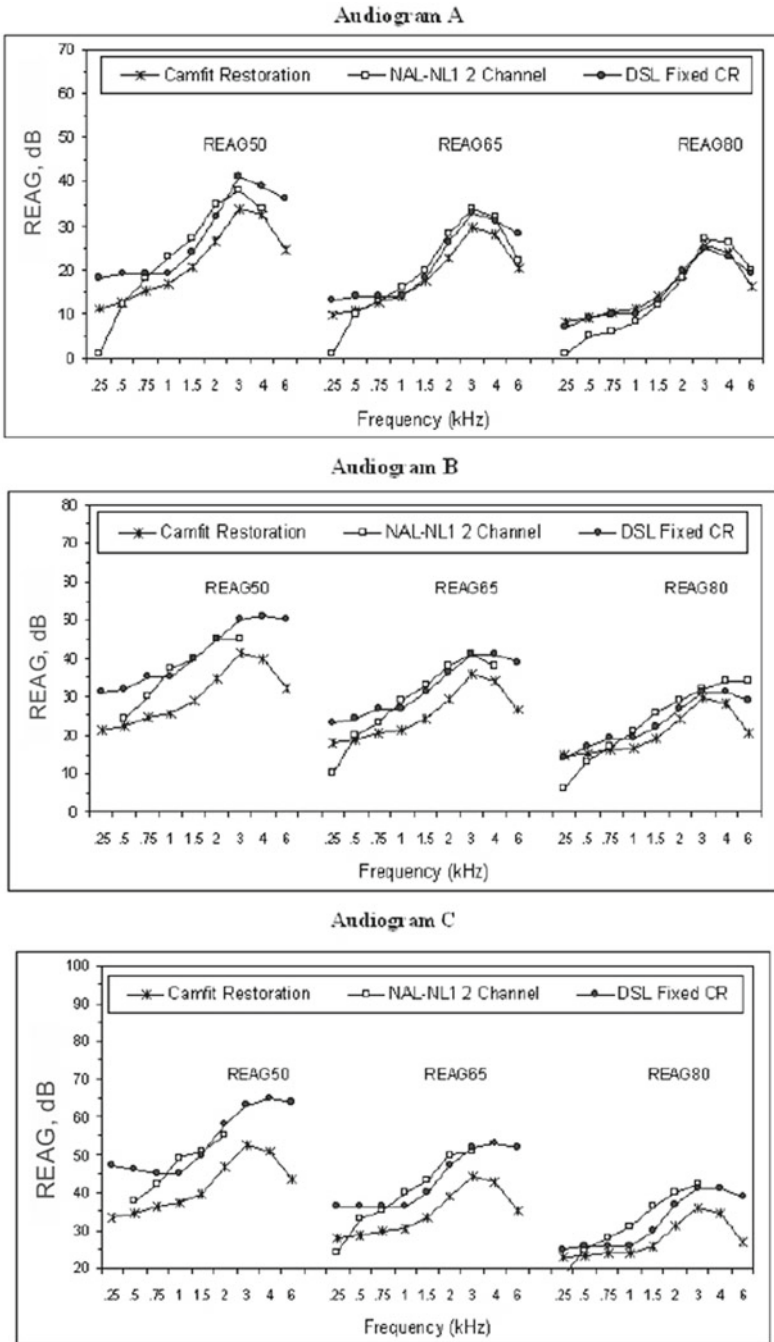 Audiogram A
70
60
50
40
30
20
10
0
REAG, dB
Camfit Restoration NAL-NL1 2 Channel DSL Fixed CR
REAG50 REAG65 REAG80
.25 .5 .75 1 1.5 2 3 4 6 .25 .5 .75 1 1.5 2 3 4 6 .25 .5 .75 1 1.5 2 3 4 6
Frequency (kHz)
Audiogram B
80
70
60
50
40
30
20
10
0
REAG, dB
Camfit Restoration NAL-NL1 2 Channel DSL Fixed CR
REAG50 REAG65 REAG80
.25 .5 .75 1 1.5 2 3 4 6 .25 .5 .75 1 1.5 2 3 4 6 .25 .5 .75 1 1.5 2 3 4 6
Frequency (kHz)
Audiogram C
100
90
80
70
60
50
40
30
20
REAG, dB
Camfit Restoration NAL-NL1 2 Channel DSL Fixed CR
REAG50 REAG65 REAG80
.25 .5 .75 1 1.5 2 3 4 6 .25 .5 .75 1 1.5 2 3 4 6 .25 .5 .75 1 1.5 2 3 4 6
Frequency (kHz)